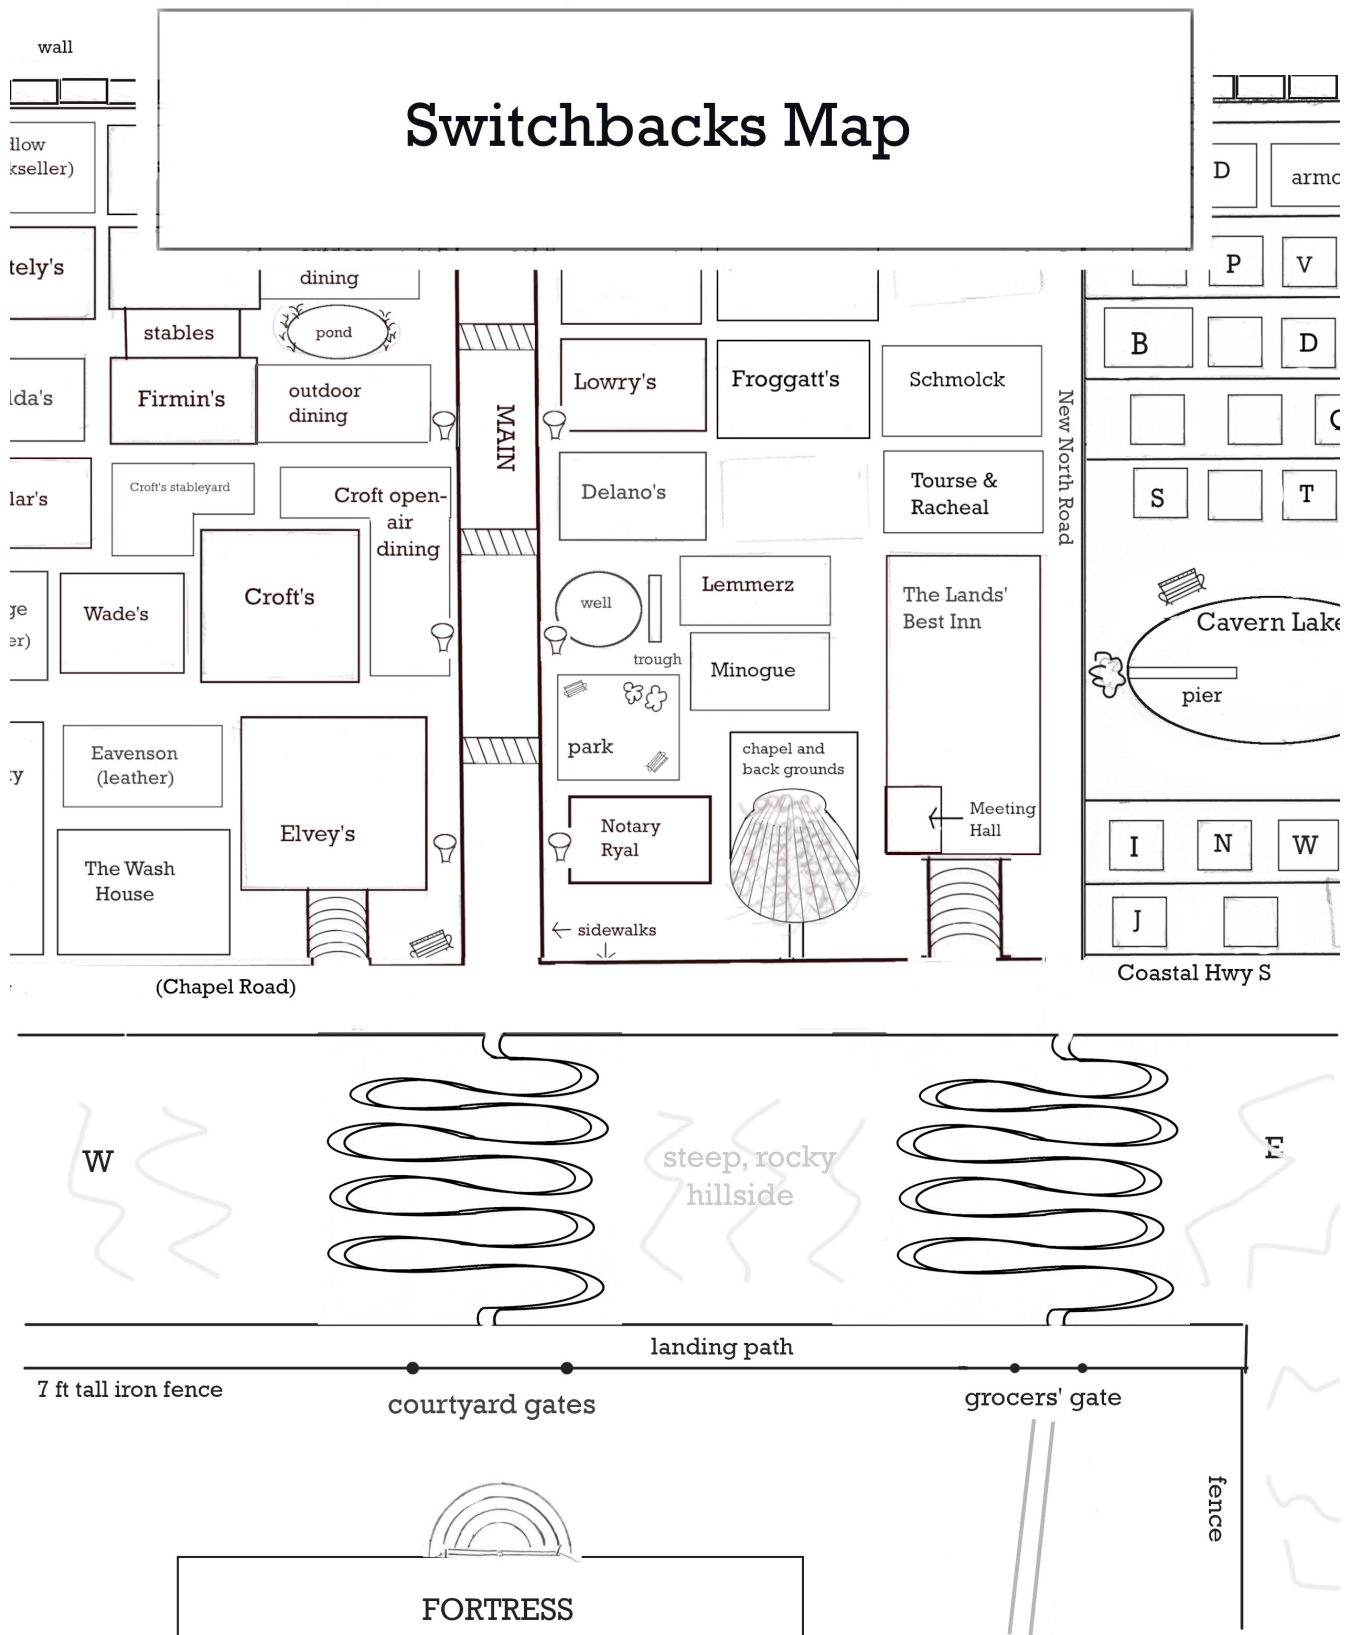 wall
Switchbacks Map
dlow
kseller)
D
armo
tely's
dining
P
V
stables
pond
B
D
Firmin's
outdoor
dining
Lowry's
Froggatt's
Schmolck
lda's
MAIN
New North Road
lar's
Croft's stableyard
Croft open-
air
dining
Delano's
Tourse &
Racheal
S
T
ge
er)
Wade's
Croft's
well
trough
Lemmerz
Minogue
The Lands'
Best Inn
Cavern Lake
pier
y
Eavenson
(leather)
park
chapel and
back grounds
Elvey's
Notary
Ryal
Meeting
Hall
The Wash
House
I
N
W
J
sidewalks
(Chapel Road)
Coastal Hwy S
W
steep, rocky
hillside
E
landing path
7 ft tall iron fence
courtyard gates
grocers' gate
fence
FORTRESS